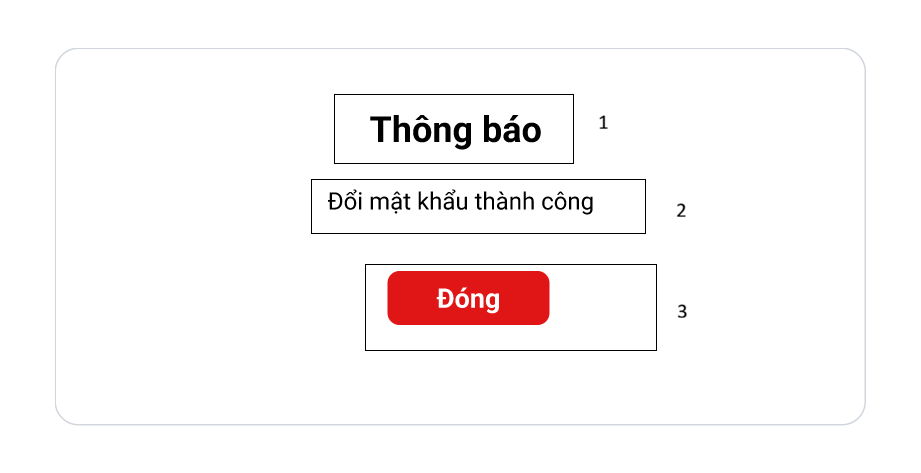 Thông báo 1
Đổi mật khẩu thành công 2
Đóng 3